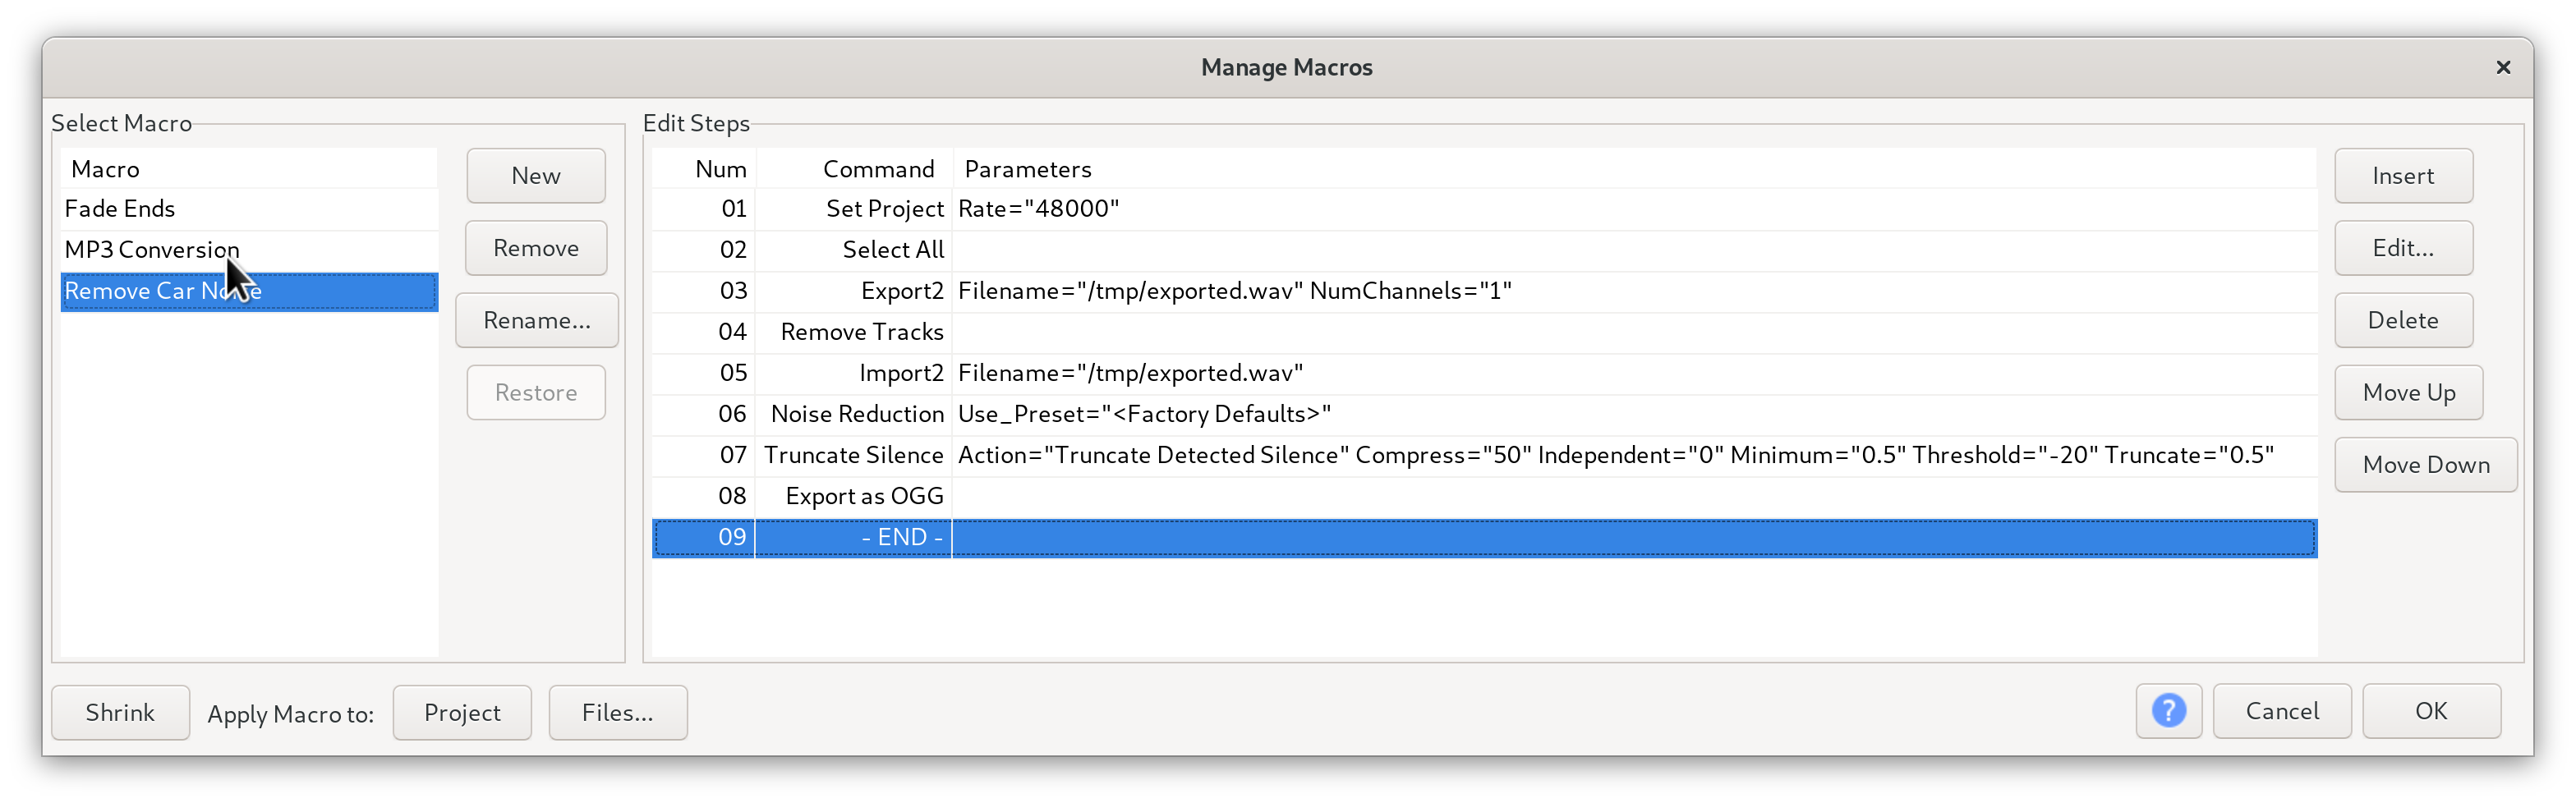 Manage Macros
×
Select Macro
Macro
Fade Ends
MP3 Conversion
Remove Car Noise
New
Remove
Rename...
Restore
Edit Steps
Num Command Parameters
01 Set Project Rate="48000"
02 Select All
03 Export2 Filename="/tmp/exported.wav" NumChannels="1"
04 Remove Tracks
05 Import2 Filename="/tmp/exported.wav"
06 Noise Reduction Use_Preset="<Factory Defaults>"
07 Truncate Silence Action="Truncate Detected Silence" Compress="50" Independent="0" Minimum="0.5" Threshold="-20" Truncate="0.5"
08 Export as OGG
09 - END -
Insert
Edit...
Delete
Move Up
Move Down
Shrink Apply Macro to: Project Files... ? Cancel OK